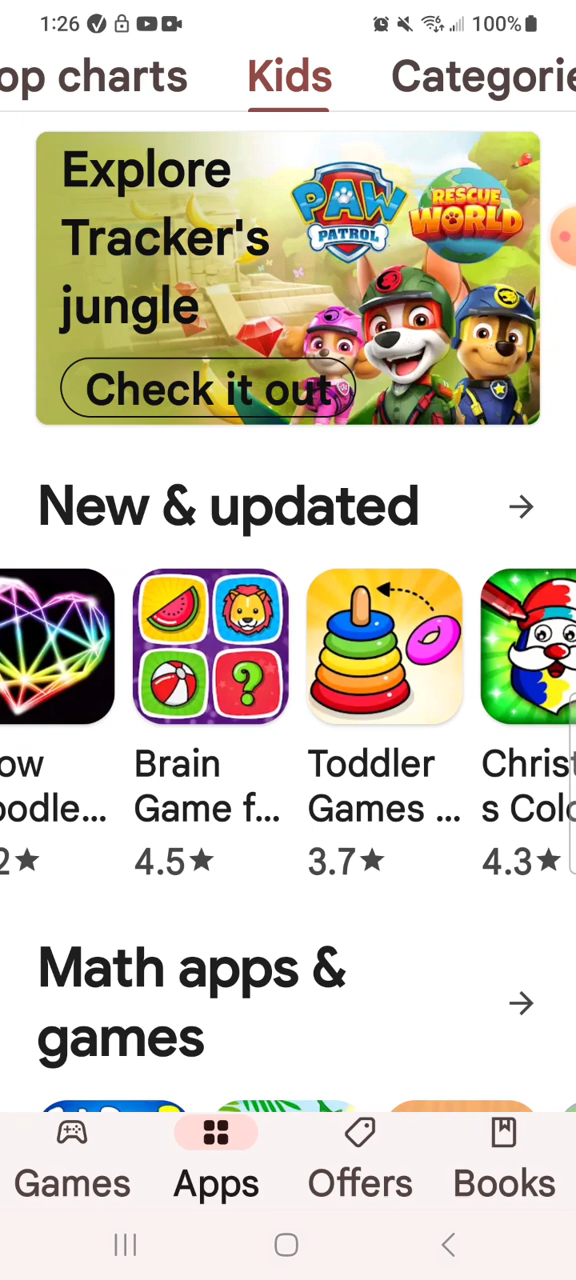 1:26
100%
op charts
Kids
Categorie
Explore
Tracker's
jungle
PAW
PATROL
RESCUE
WORLD
Check it out
New & updated
ow
oodle...
2★
Brain
Game f...
4.5★
Toddler
Games ...
3.7★
Christ
s Colo
4.3★
Math apps &
games
Games
Apps
Offers
Books